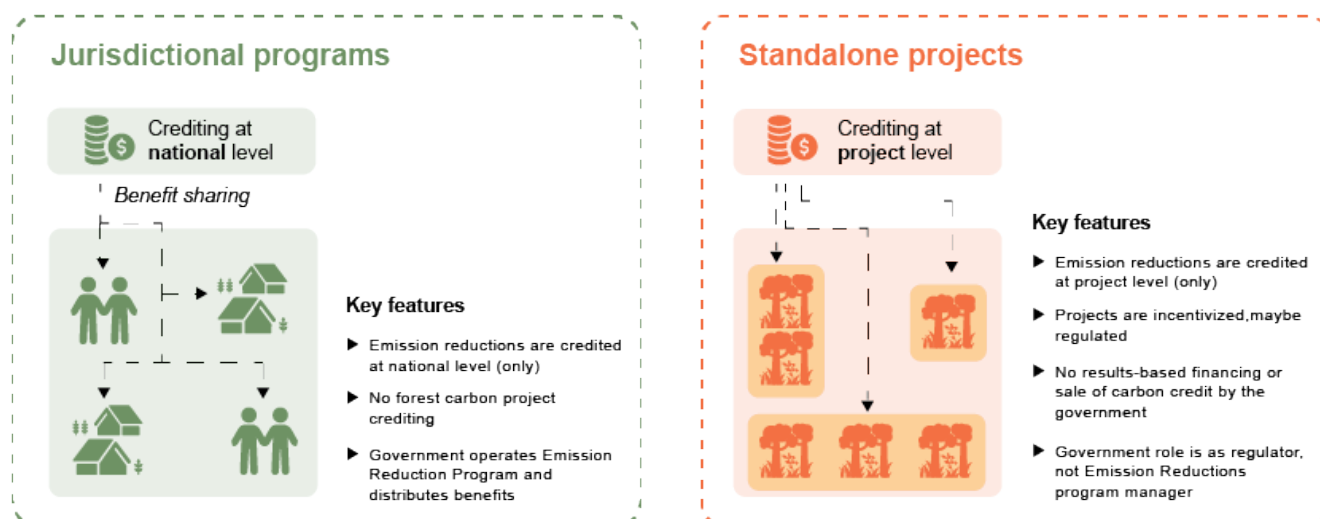 Jurisdictional programs
$
Crediting at
national level
Benefit sharing
Key features
Emission reductions are credited
at national level (only)
No forest carbon project
crediting
Government operates Emission
Reduction Program and
distributes benefits
Standalone projects
$
Crediting at
project level
Key features
Emission reductions are credited
at project level (only)
Projects are incentivized,maybe
regulated
No results-based financing or
sale of carbon credit by the
government
Government role is as regulator,
not Emission Reductions
program manager